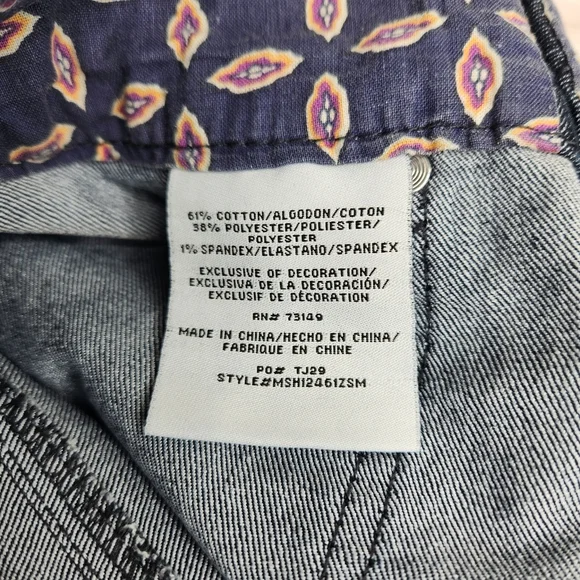 61% COTTON/ALGODON/COTON
38% POLYESTER/POLIESTER/
POLYESTER
1% SPANDEX/ELASTANO/SPANDEX
EXCLUSIVE OF DECORATION/
EXCLUSIVA DE LA DECORACIÓN/
EXCLUSIF DE DÉCORATION
RN# 73149
MADE IN CHINA/HECHO EN CHINA/
FABRIQUE EN CHINE
PO# TJ29
STYLE#MSH12461ZSM